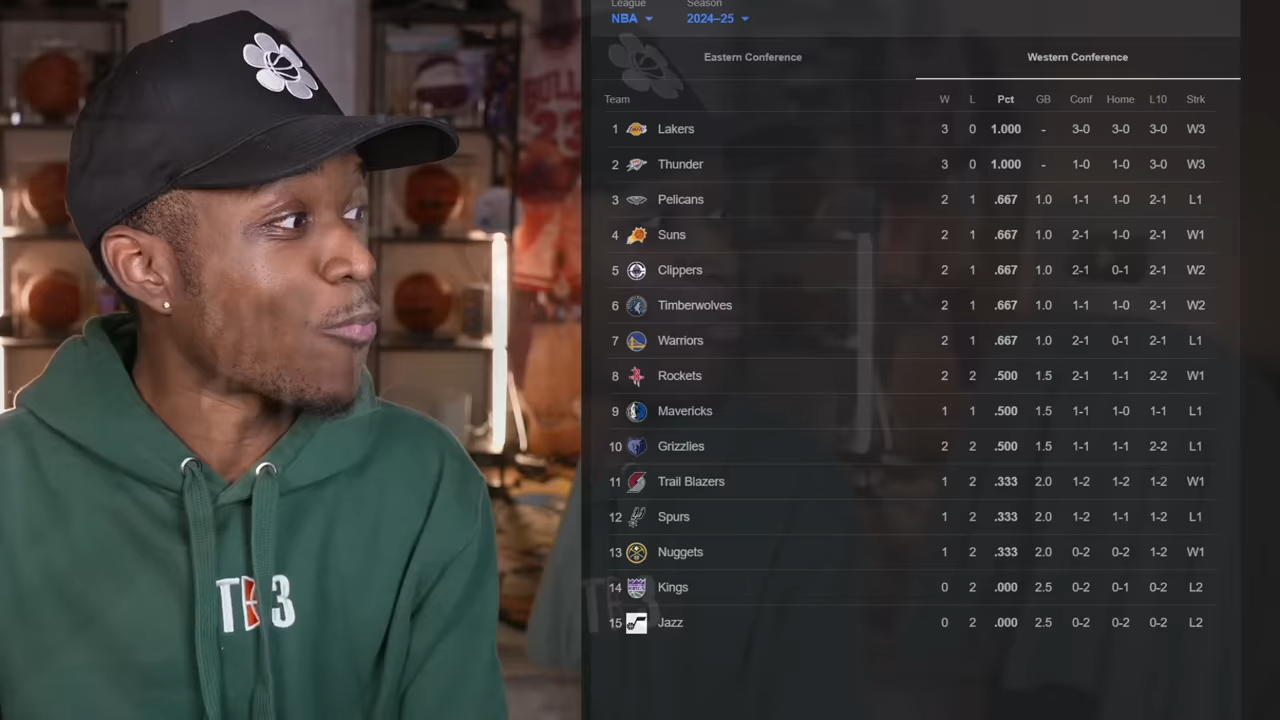 League Season
NBA 2024–25
Eastern Conference Western Conference
Team W L Pct GB Conf Home L10 Strk
1 Lakers 3 0 1.000 - 3-0 3-0 3-0 W3
2 Thunder 3 0 1.000 - 1-0 1-0 3-0 W3
3 Pelicans 2 1 .667 1.0 1-1 1-0 2-1 L1
4 Suns 2 1 .667 1.0 2-1 1-0 2-1 W1
5 Clippers 2 1 .667 1.0 2-1 0-1 2-1 W2
6 Timberwolves 2 1 .667 1.0 1-1 1-0 2-1 W2
7 Warriors 2 1 .667 1.0 2-1 0-1 2-1 L1
8 Rockets 2 2 .500 1.5 2-1 1-1 2-2 W1
9 Mavericks 1 1 .500 1.5 1-1 1-0 1-1 L1
10 Grizzlies 2 2 .500 1.5 1-1 1-1 2-2 L1
11 Trail Blazers 1 2 .333 2.0 1-2 1-2 1-2 W1
12 Spurs 1 2 .333 2.0 1-2 1-1 1-2 L1
13 Nuggets 1 2 .333 2.0 0-2 0-2 1-2 W1
14 Kings 0 2 .000 2.5 0-2 0-1 0-2 L2
15 Jazz 0 2 .000 2.5 0-2 0-2 0-2 L2
BULLS
23